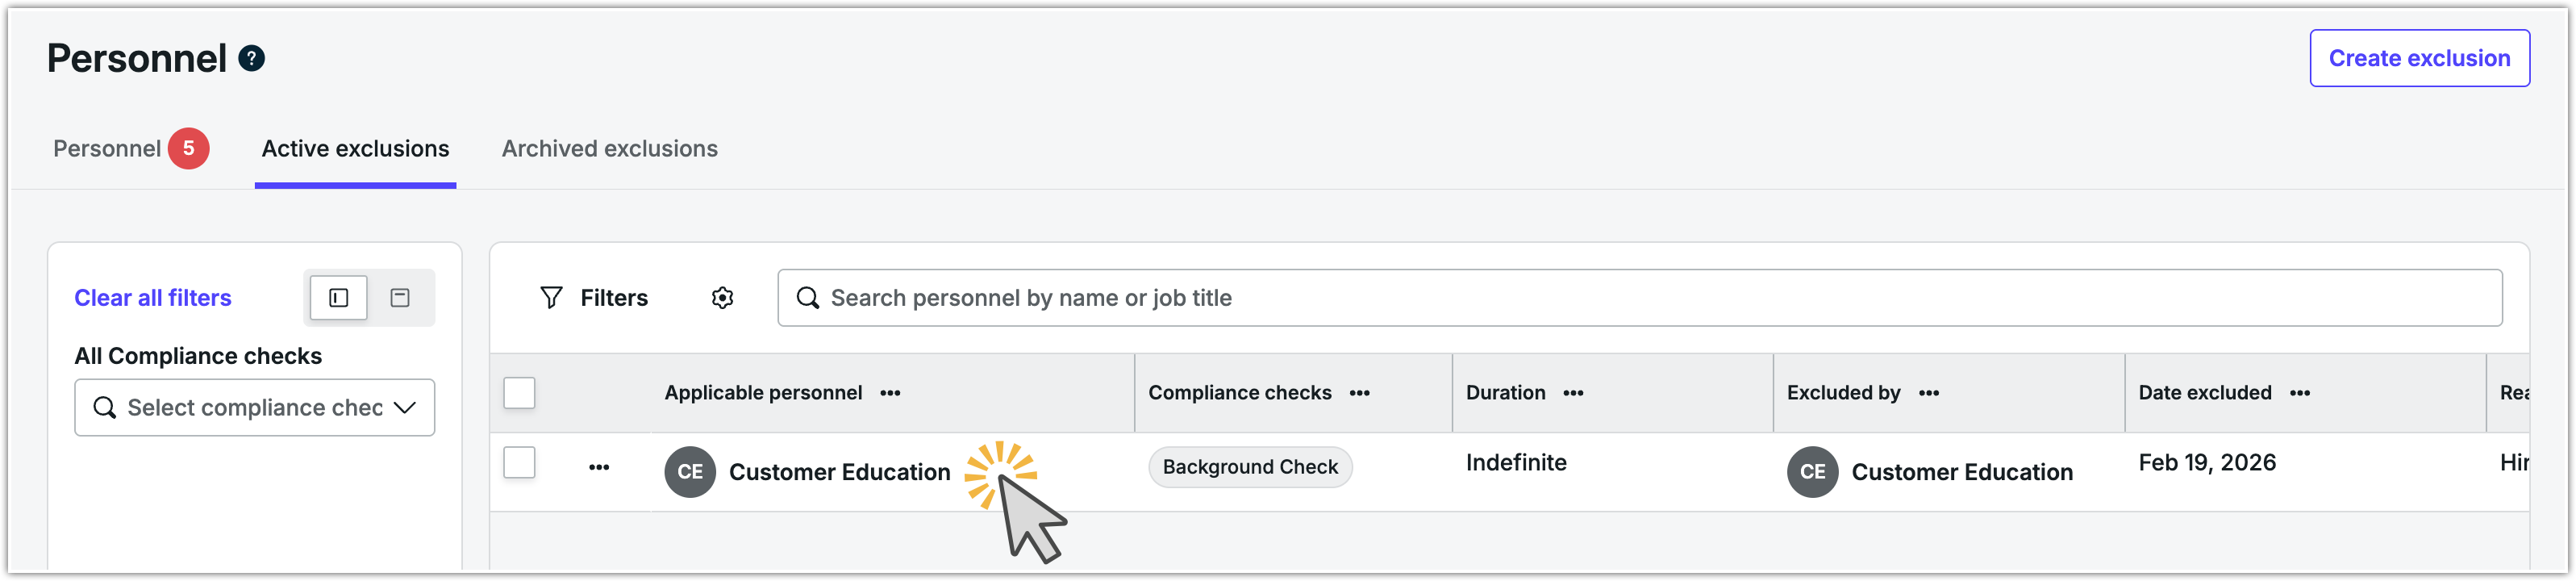 Personnel ?
Create exclusion
Personnel 5
Active exclusions
Archived exclusions
Clear all filters
All Compliance checks
Select compliance chec
Filters
Search personnel by name or job title
Applicable personnel ••• Compliance checks ••• Duration ••• Excluded by ••• Date excluded ••• Rea
••• CE Customer Education Background Check Indefinite CE Customer Education Feb 19, 2026 Hir